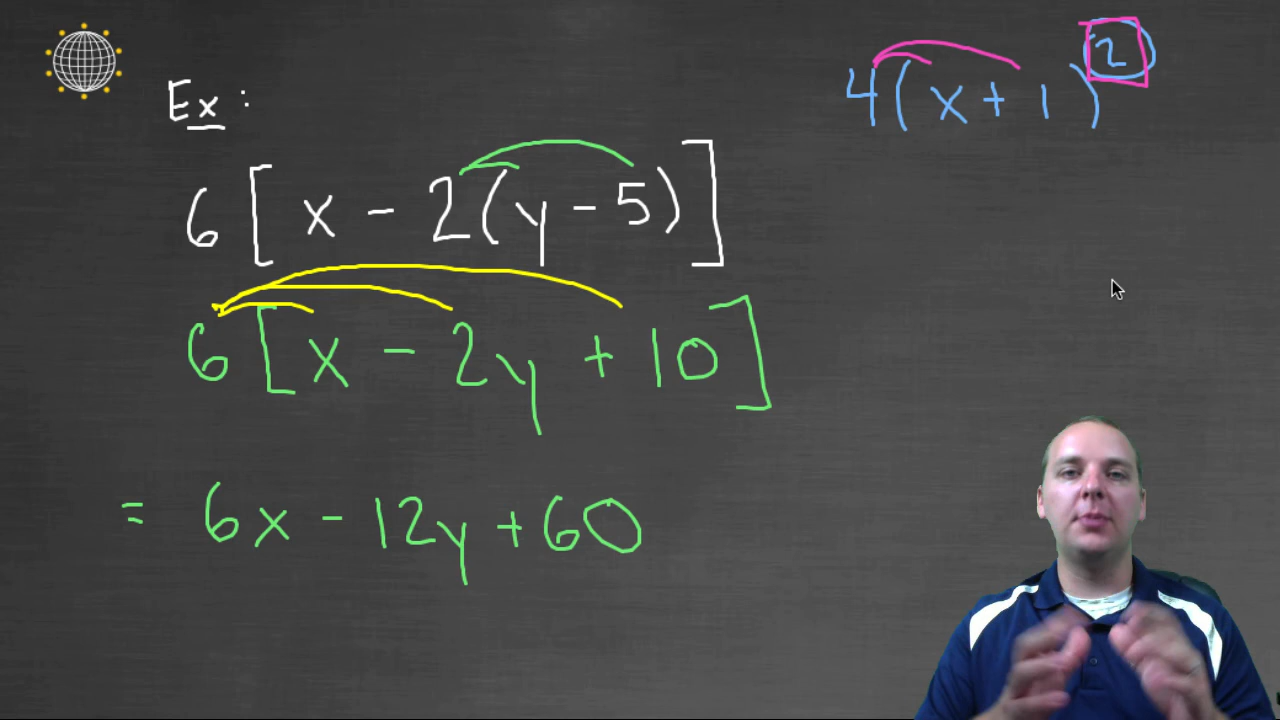 Ex:
4(x+1)²
6[x-2(y-5)]
6[x-2y+10]
= 6x-12y+60